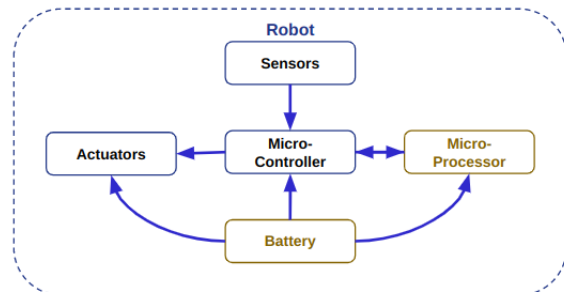 Robot
Sensors
Micro-
Controller
Actuators
Micro-
Processor
Battery